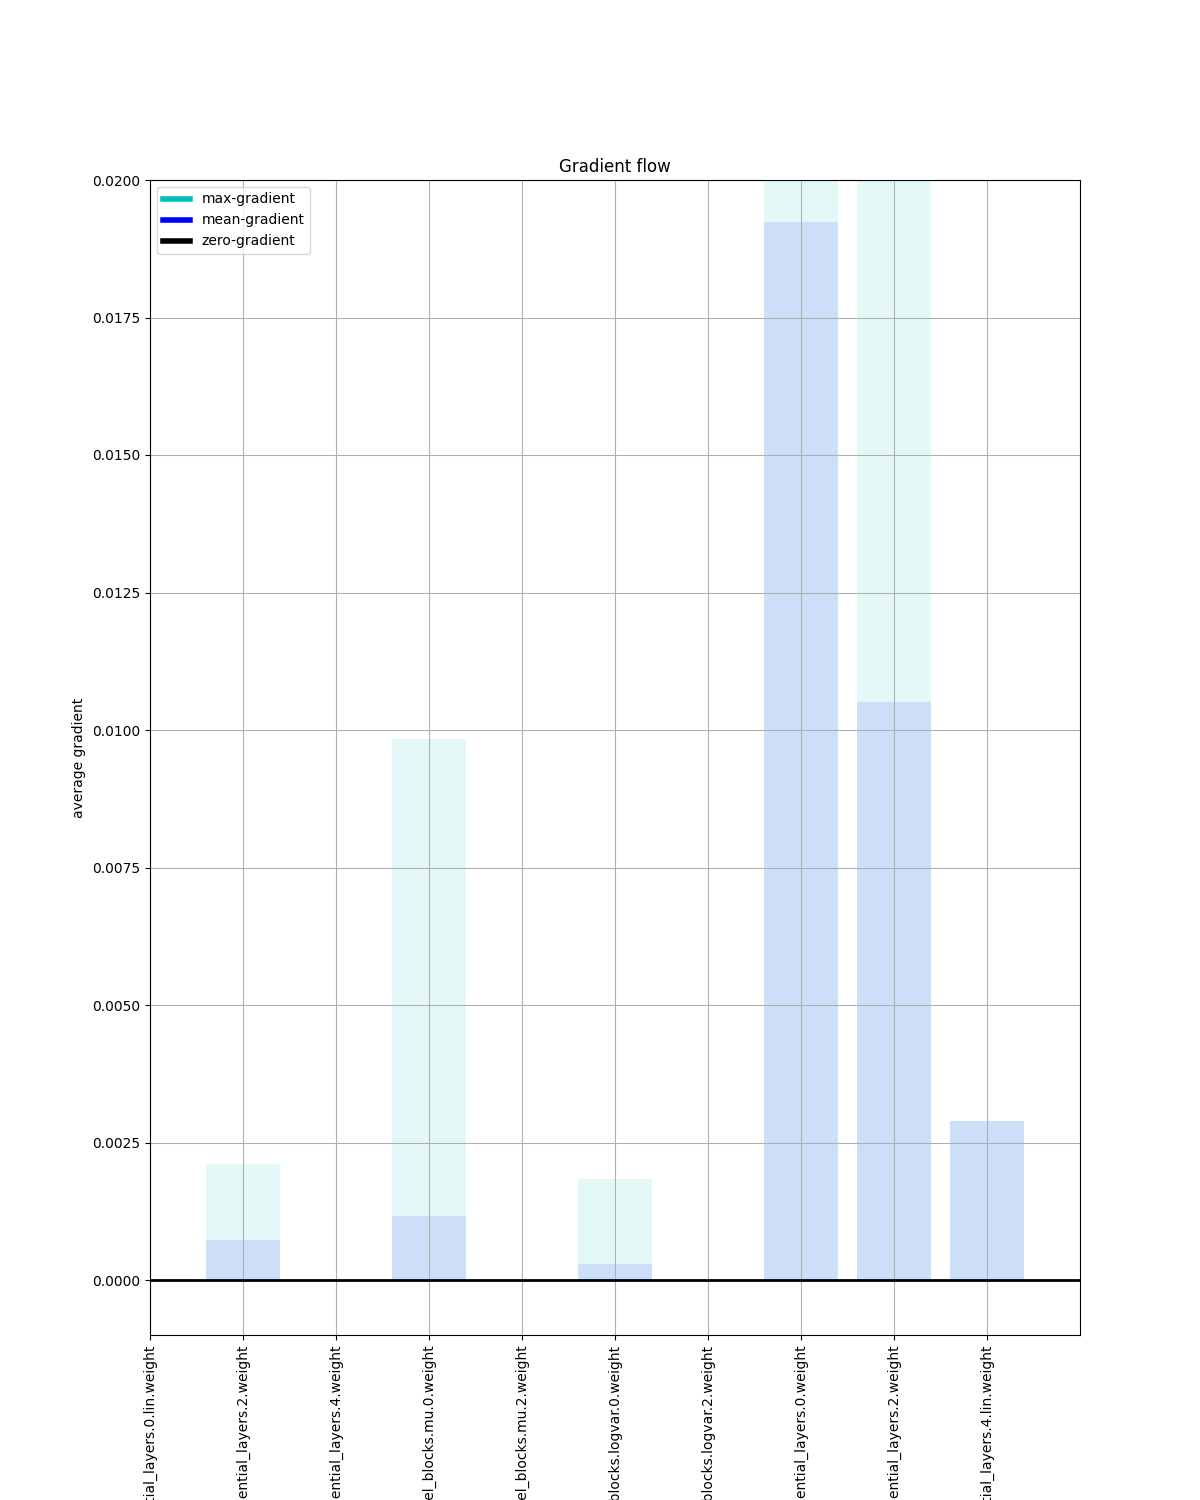 Gradient flow
max-gradient
mean-gradient
zero-gradient
0.0200
0.0175
0.0150
0.0125
0.0100
0.0075
0.0050
0.0025
0.0000
average gradient
tial_layers.0.lin.weight
ential_layers.2.weight
ential_layers.4.weight
el_blocks.mu.0.weight
el_blocks.mu.2.weight
blocks.logvar.0.weight
blocks.logvar.2.weight
ential_layers.0.weight
ential_layers.2.weight
tial_layers.4.lin.weight